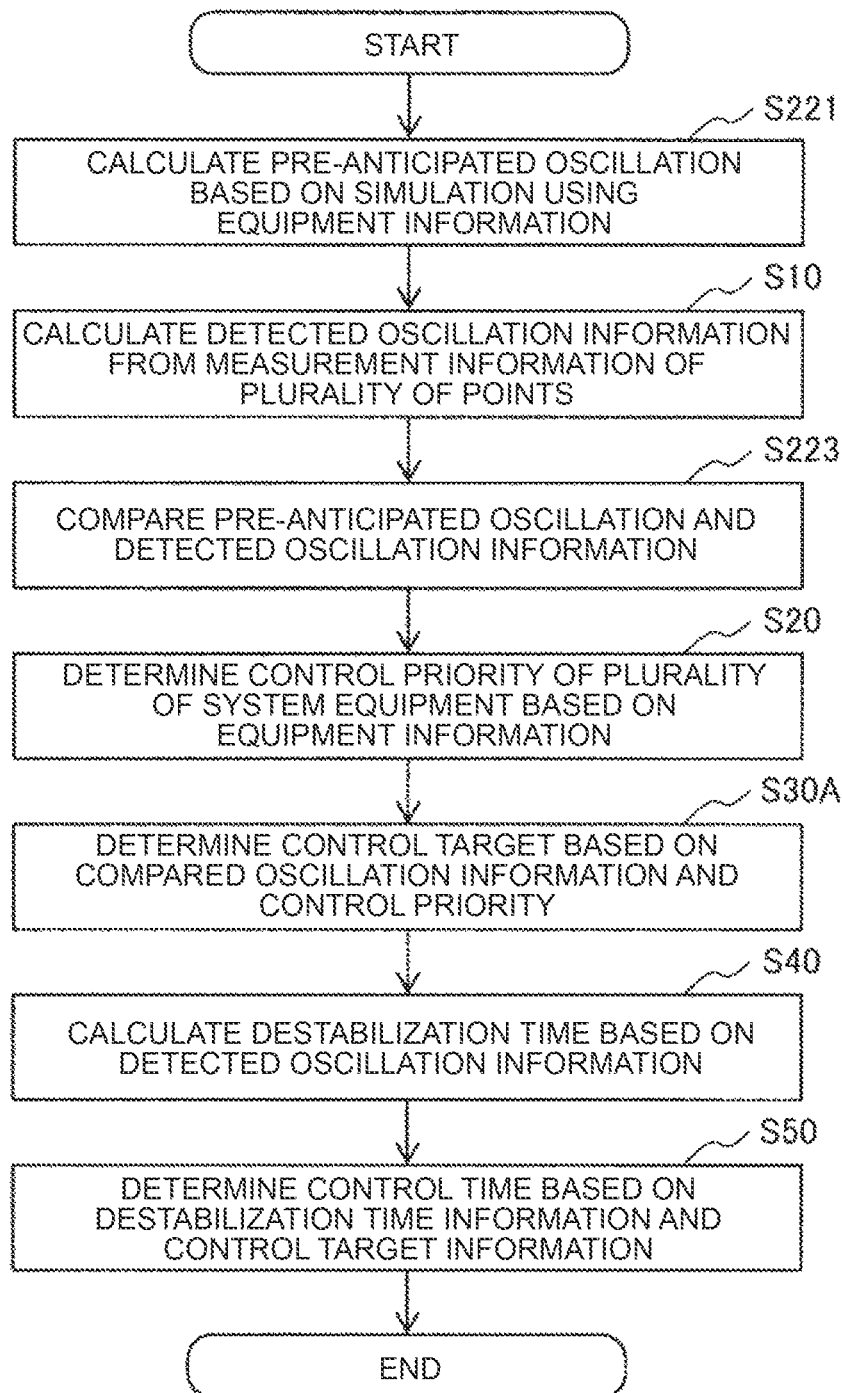 START
S221
CALCULATE PRE-ANTICIPATED OSCILLATION
BASED ON SIMULATION USING
EQUIPMENT INFORMATION
S10
CALCULATE DETECTED OSCILLATION INFORMATION
FROM MEASUREMENT INFORMATION OF
PLURALITY OF POINTS
S223
COMPARE PRE-ANTICIPATED OSCILLATION AND
DETECTED OSCILLATION INFORMATION
S20
DETERMINE CONTROL PRIORITY OF PLURALITY
OF SYSTEM EQUIPMENT BASED ON
EQUIPMENT INFORMATION
S30A
DETERMINE CONTROL TARGET BASED ON
COMPARED OSCILLATION INFORMATION AND
CONTROL PRIORITY
S40
CALCULATE DESTABILIZATION TIME BASED ON
DETECTED OSCILLATION INFORMATION
S50
DETERMINE CONTROL TIME BASED ON
DESTABILIZATION TIME INFORMATION AND
CONTROL TARGET INFORMATION
END